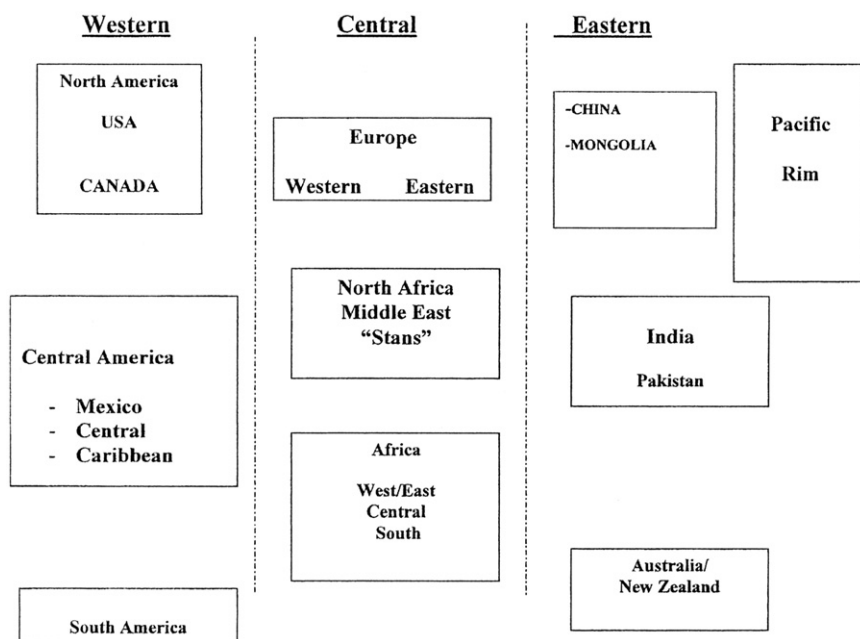 Western
North America
USA
CANADA
Central America
- Mexico
- Central
- Caribbean
South America
Central
Europe
Western Eastern
North Africa
Middle East
“Stans”
Africa
West/East
Central
South
Eastern
-CHINA
-MONGOLIA
Pacific
Rim
India
Pakistan
Australia/
New Zealand